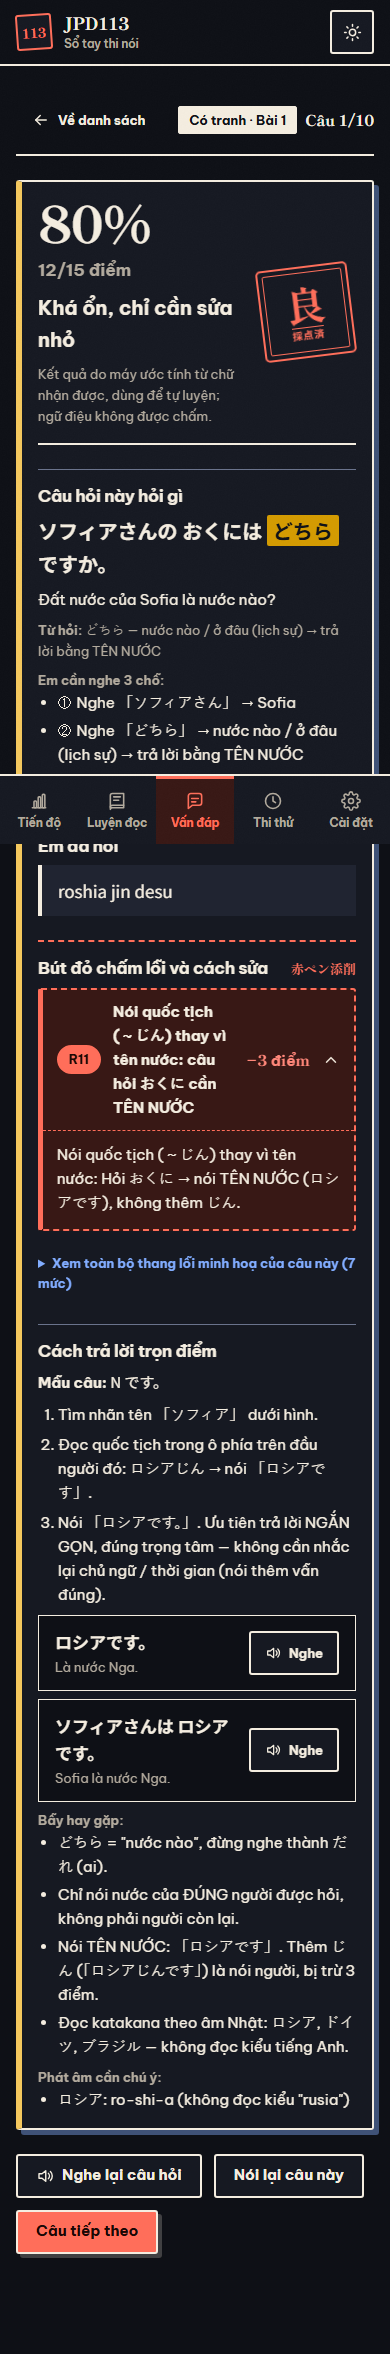 113
JPD113
Sổ tay thi nói
Về danh sách
Có tranh · Bài 1
Câu 1/10
80%
12/15 điểm
Khá ổn, chỉ cần sửa
nhỏ
Kết quả do máy ước tính từ chữ
nhận được, dùng để tự luyện;
ngữ điệu không được chấm.
良
採点済
Câu hỏi này hỏi gì
ソフィアさんの おくには どちら
ですか。
Đất nước của Sofia là nước nào?
Từ hỏi: どちら — nước nào / ở đâu (lịch sự) → trả
lời bằng TÊN NƯỚC
Em cần nghe 3 chỗ:
• ① Nghe 「ソフィアさん」 → Sofia
• ② Nghe 「どちら」 → nước nào / ở đâu
(lịch sự) → trả lời bằng TÊN NƯỚC
Tiến độ
Luyện đọc
Vấn đáp
Thi thử
Cài đặt
Em đã nói
roshia jin desu
Bút đỏ chấm lỗi và cách sửa
赤ペン添削
R11
Nói quốc tịch
(~じん) thay vì
tên nước: câu
hỏi おくに cần
TÊN NƯỚC
−3 điểm
Nói quốc tịch (~じん) thay vì tên
nước: Hỏi おくに → nói TÊN NƯỚC (ロシ
アです), không thêm じん.
Xem toàn bộ thang lỗi minh hoạ của câu này (7
mức)
Cách trả lời trọn điểm
Mẫu câu: N です。
1. Tìm nhãn tên 「ソフィア」 dưới hình.
2. Đọc quốc tịch trong ô phía trên đầu
người đó: ロシアじん → nói 「ロシアで
す」.
3. Nói 「ロシアです。」. Ưu tiên trả lời NGẮN
GỌN, đúng trọng tâm — không cần nhắc
lại chủ ngữ / thời gian (nói thêm vẫn
đúng).
ロシアです。
Là nước Nga.
Nghe
ソフィアさんは ロシア
です。
Sofia là nước Nga.
Nghe
Bẫy hay gặp:
• どちら = "nước nào", đừng nghe thành だ
れ (ai).
• Chỉ nói nước của ĐÚNG người được hỏi,
không phải người còn lại.
• Nói TÊN NƯỚC: 「ロシアです」. Thêm じ
ん (「ロシアじんです」) là nói người, bị trừ 3
điểm.
• Đọc katakana theo âm Nhật: ロシア, ドイ
ツ, ブラジル — không đọc kiểu tiếng Anh.
Phát âm cần chú ý:
• ロシア: ro-shi-a (không đọc kiểu "rusia")
Nghe lại câu hỏi
Nói lại câu này
Câu tiếp theo